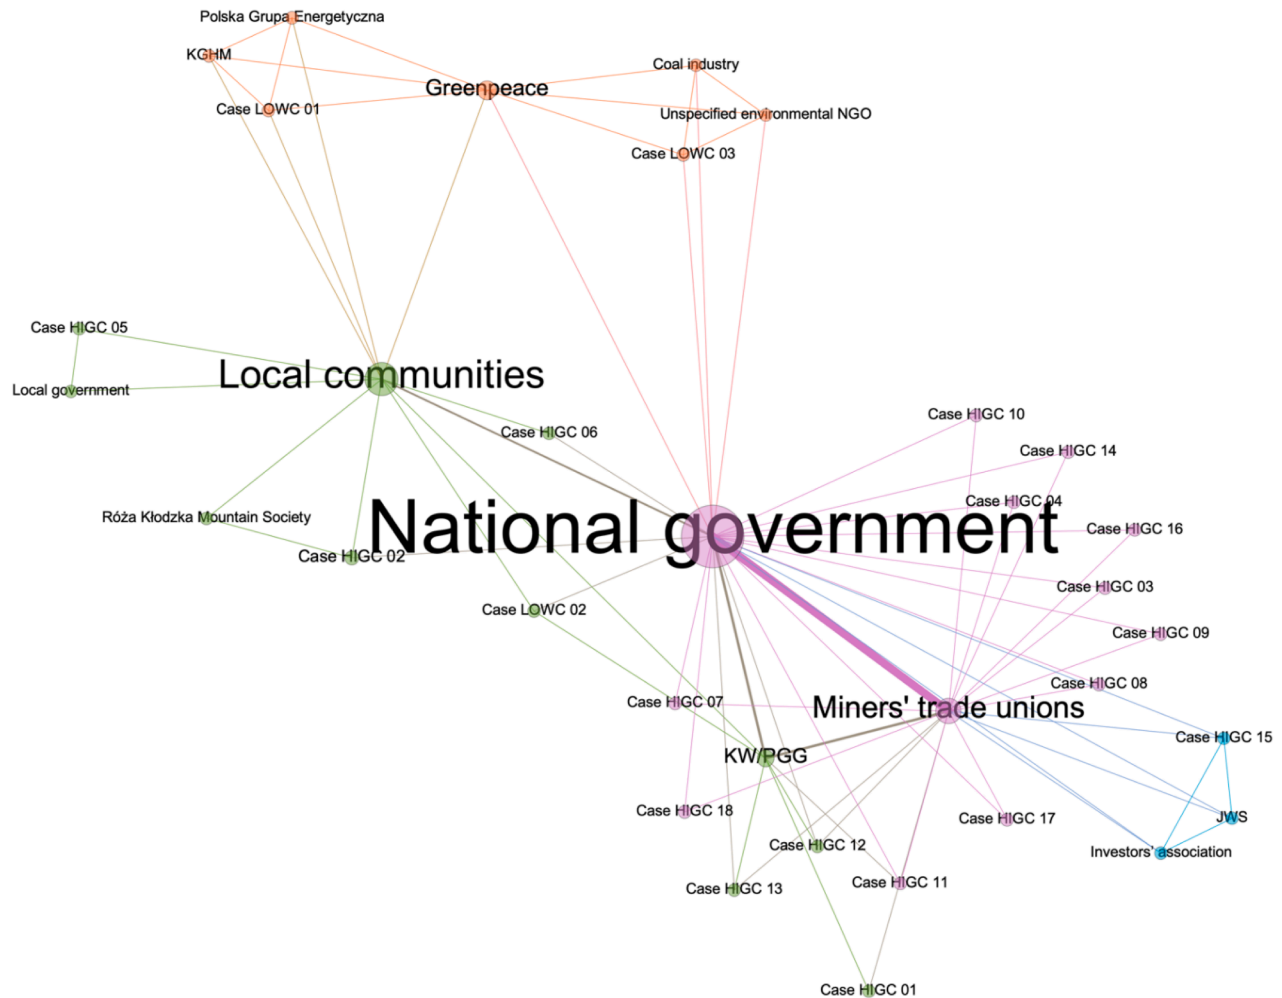 Polska Grupa Energetyczna
KGHM
Coal industry
Greenpeace
Case LOWC 01
Unspecified environmental NGO
Case LOWC 03
Case HIGC 05
Local communities
Local government
Case HIGC 10
Case HIGC 06
Case HIGC 14
Case HIGC 04
Róża Kłodzka Mountain Society
National government
Case HIGC 16
Case HIGC 02
Case HIGC 03
Case LOWC 02
Case HIGC 09
Case HIGC 08
Case HIGC 07
Miners' trade unions
Case HIGC 15
KW/PGG
Case HIGC 18
Case HIGC 17
JWS
Case HIGC 12
Investors' association
Case HIGC 13
Case HIGC 11
Case HIGC 01